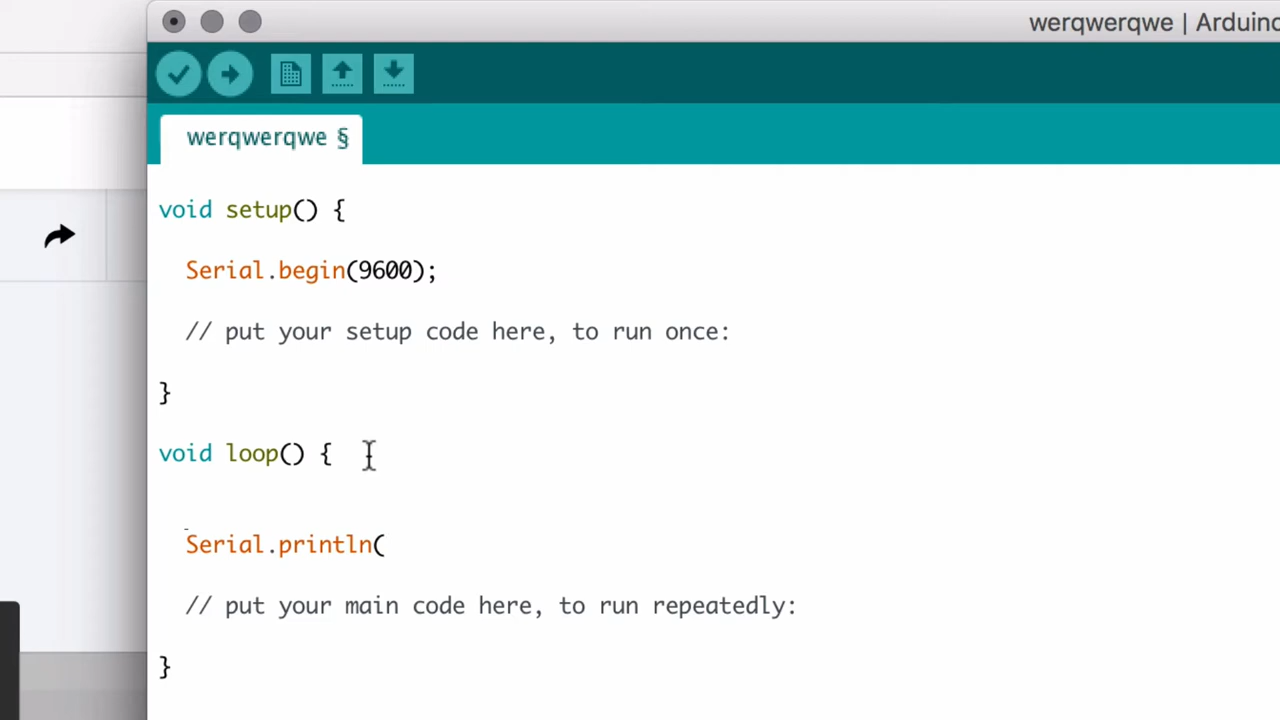 werqwerqwe | Arduino
werqwerqwe §
void setup() {
Serial.begin(9600);
// put your setup code here, to run once:
}
void loop() {
Serial.println(
// put your main code here, to run repeatedly:
}